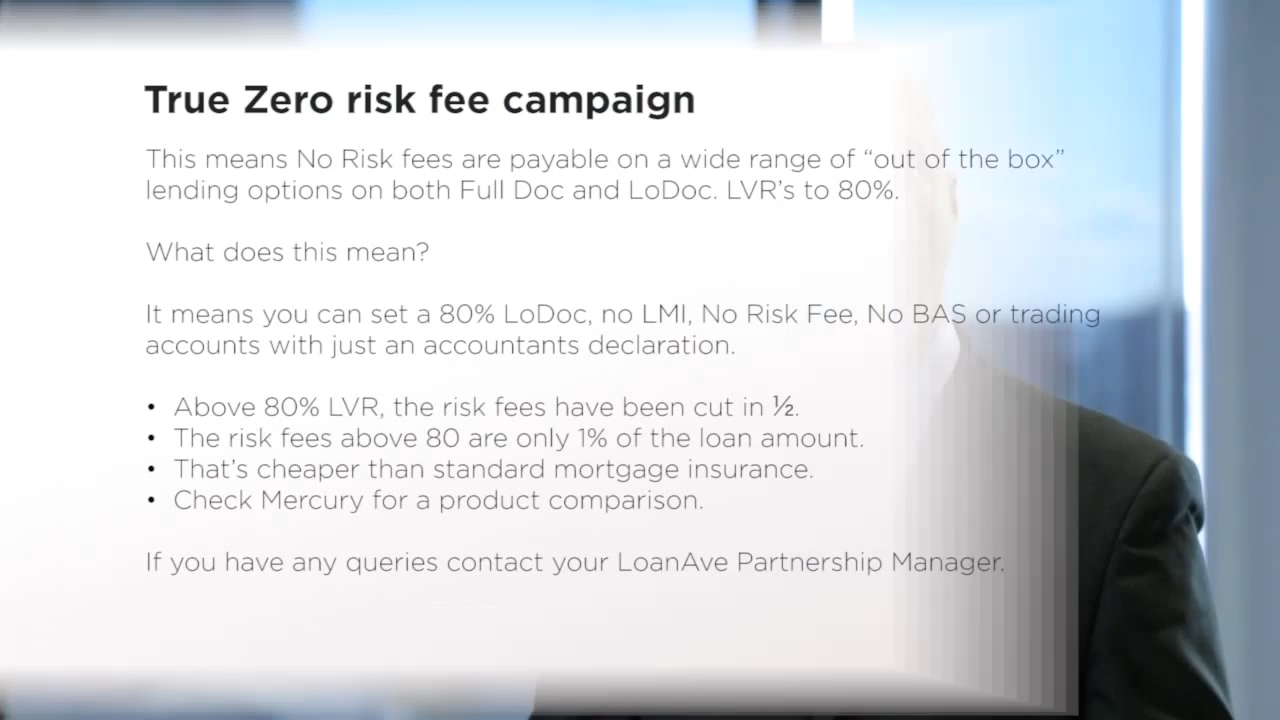 True Zero risk fee campaign
This means No Risk fees are payable on a wide range of “out of the box”
lending options on both Full Doc and LoDoc. LVR’s to 80%.
What does this mean?
It means you can set a 80% LoDoc, no LMI, No Risk Fee, No BAS or trading
accounts with just an accountants declaration.
• Above 80% LVR, the risk fees have been cut in ½.
• The risk fees above 80 are only 1% of the loan amount.
• That’s cheaper than standard mortgage insurance.
• Check Mercury for a product comparison.
If you have any queries contact your LoanAve Partnership Manager.